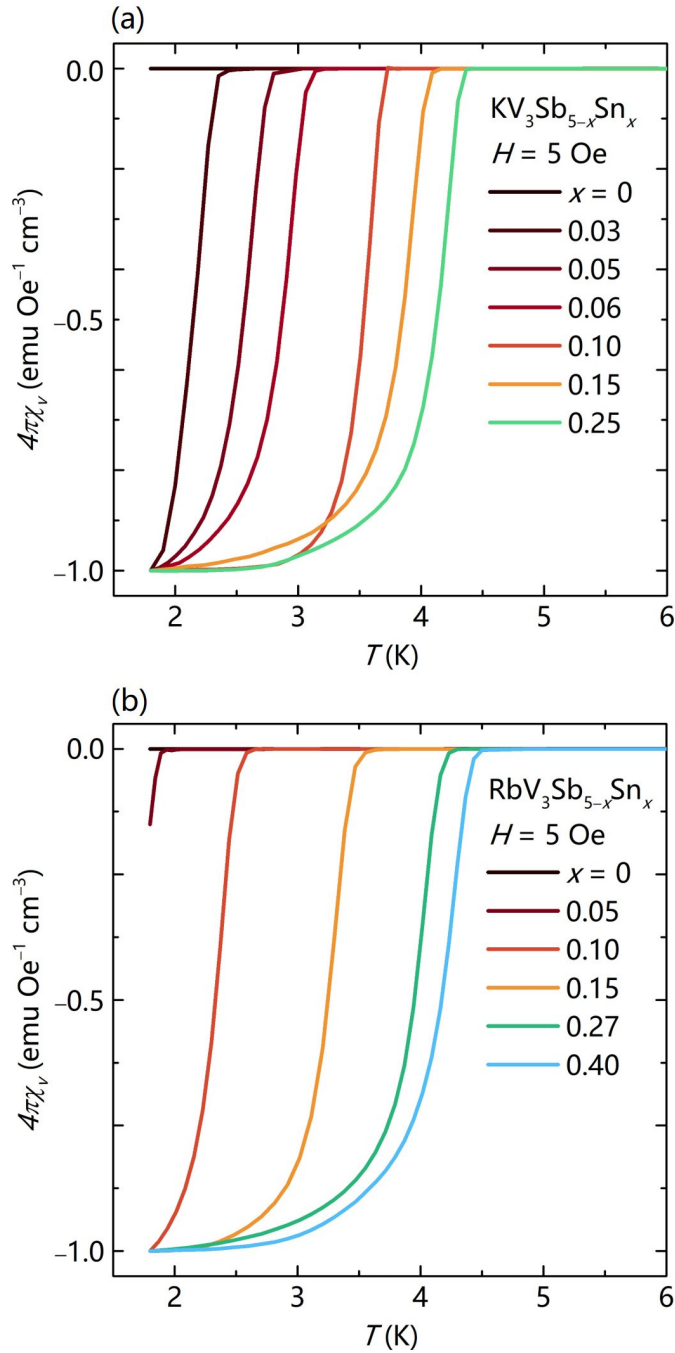 (a)
0.0
−0.5
−1.0
4πχᵥ (emu Oe⁻¹ cm⁻³)
KV₃Sb₅₋ₓSnₓ
H = 5 Oe
x = 0
0.03
0.05
0.06
0.10
0.15
0.25
2 3 4 5 6
T (K)
(b)
0.0
−0.5
−1.0
4πχᵥ (emu Oe⁻¹ cm⁻³)
RbV₃Sb₅₋ₓSnₓ
H = 5 Oe
x = 0
0.05
0.10
0.15
0.27
0.40
2 3 4 5 6
T (K)